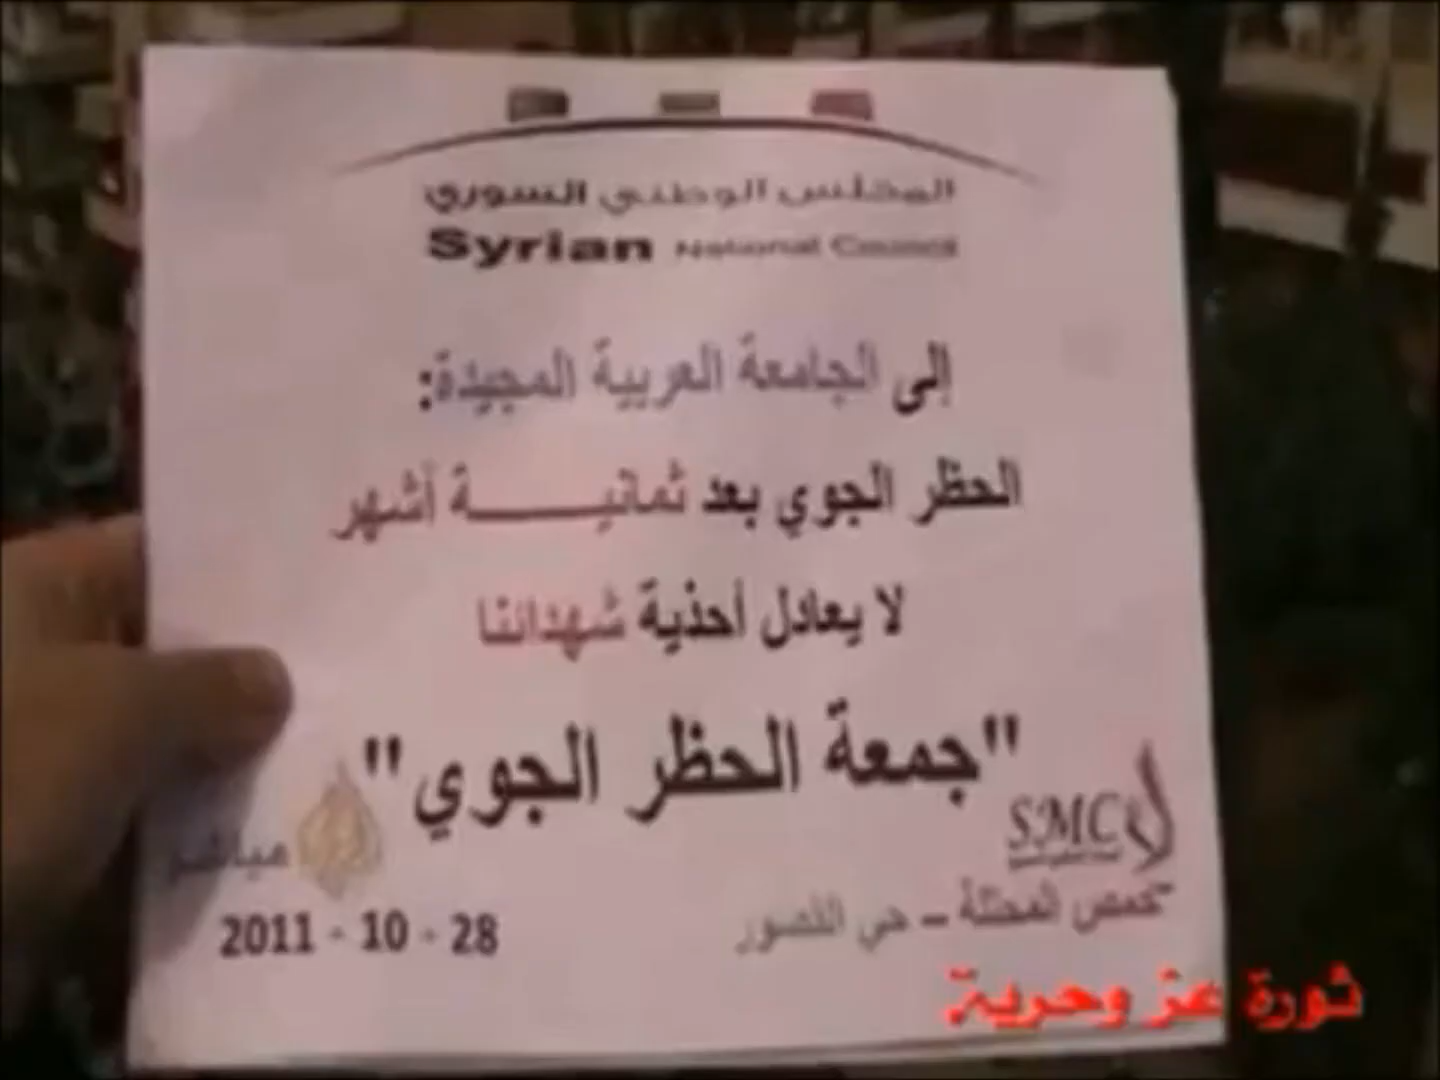 المجلس الوطني السوري
Syrian National Council
إلى الجامعة العربية المجيدة:
الحظر الجوي بعد ثمانيــــــة أشهر
لا يعادل أحذية شهدائنا
"جمعة الحظر الجوي"
SMC
مباشر
حمص المحتلة - حي القصور
2011 - 10 - 28
ثورة عز وحرية